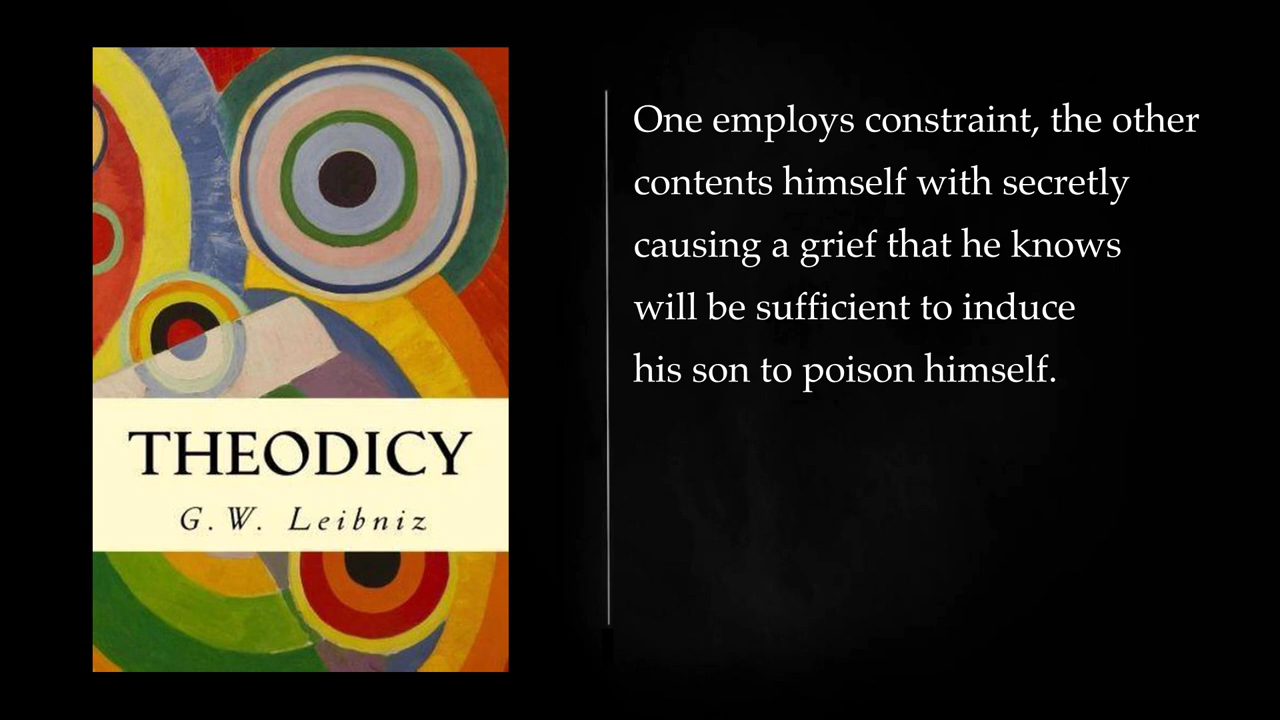 THEODICY
G. W. Leibniz
One employs constraint, the other
contents himself with secretly
causing a grief that he knows
will be sufficient to induce
his son to poison himself.